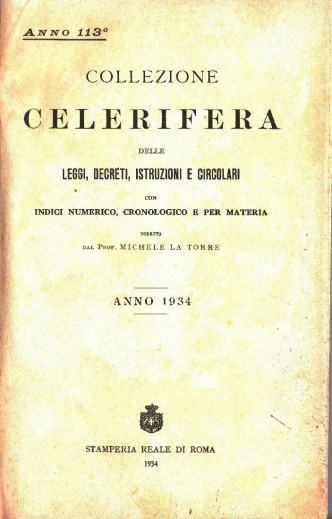 ANNO 113º
COLLEZIONE
CELERIFERA
DELLE
LEGGI, DECRETI, ISTRUZIONI E CIRCOLARI
CON
INDICI NUMERICO, CRONOLOGICO E PER MATERIA
DIRETTA
DAL PROF. MICHELE LA TORRE
ANNO 1934
STAMPERIA REALE DI ROMA
1934